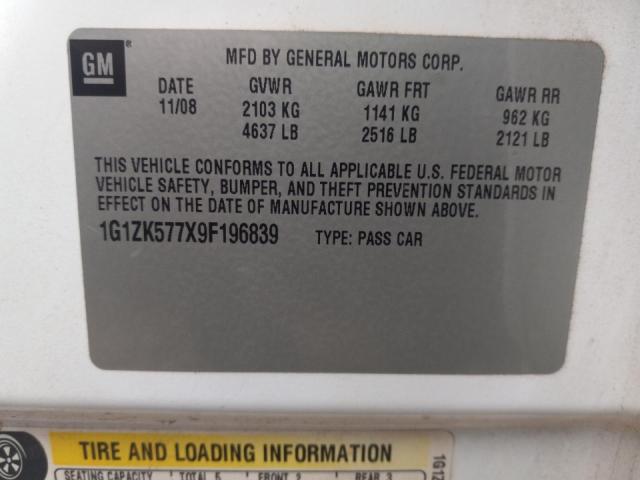 GM
MFD BY GENERAL MOTORS CORP.
DATE GVWR GAWR FRT GAWR RR
11/08 2103 KG 1141 KG 962 KG
4637 LB 2516 LB 2121 LB
THIS VEHICLE CONFORMS TO ALL APPLICABLE U.S. FEDERAL MOTOR
VEHICLE SAFETY, BUMPER, AND THEFT PREVENTION STANDARDS IN
EFFECT ON THE DATE OF MANUFACTURE SHOWN ABOVE.
1G1ZK577X9F196839 TYPE: PASS CAR
TIRE AND LOADING INFORMATION
SEATING CAPACITY TOTAL 5 FRONT 2 REAR 3
1G1Z